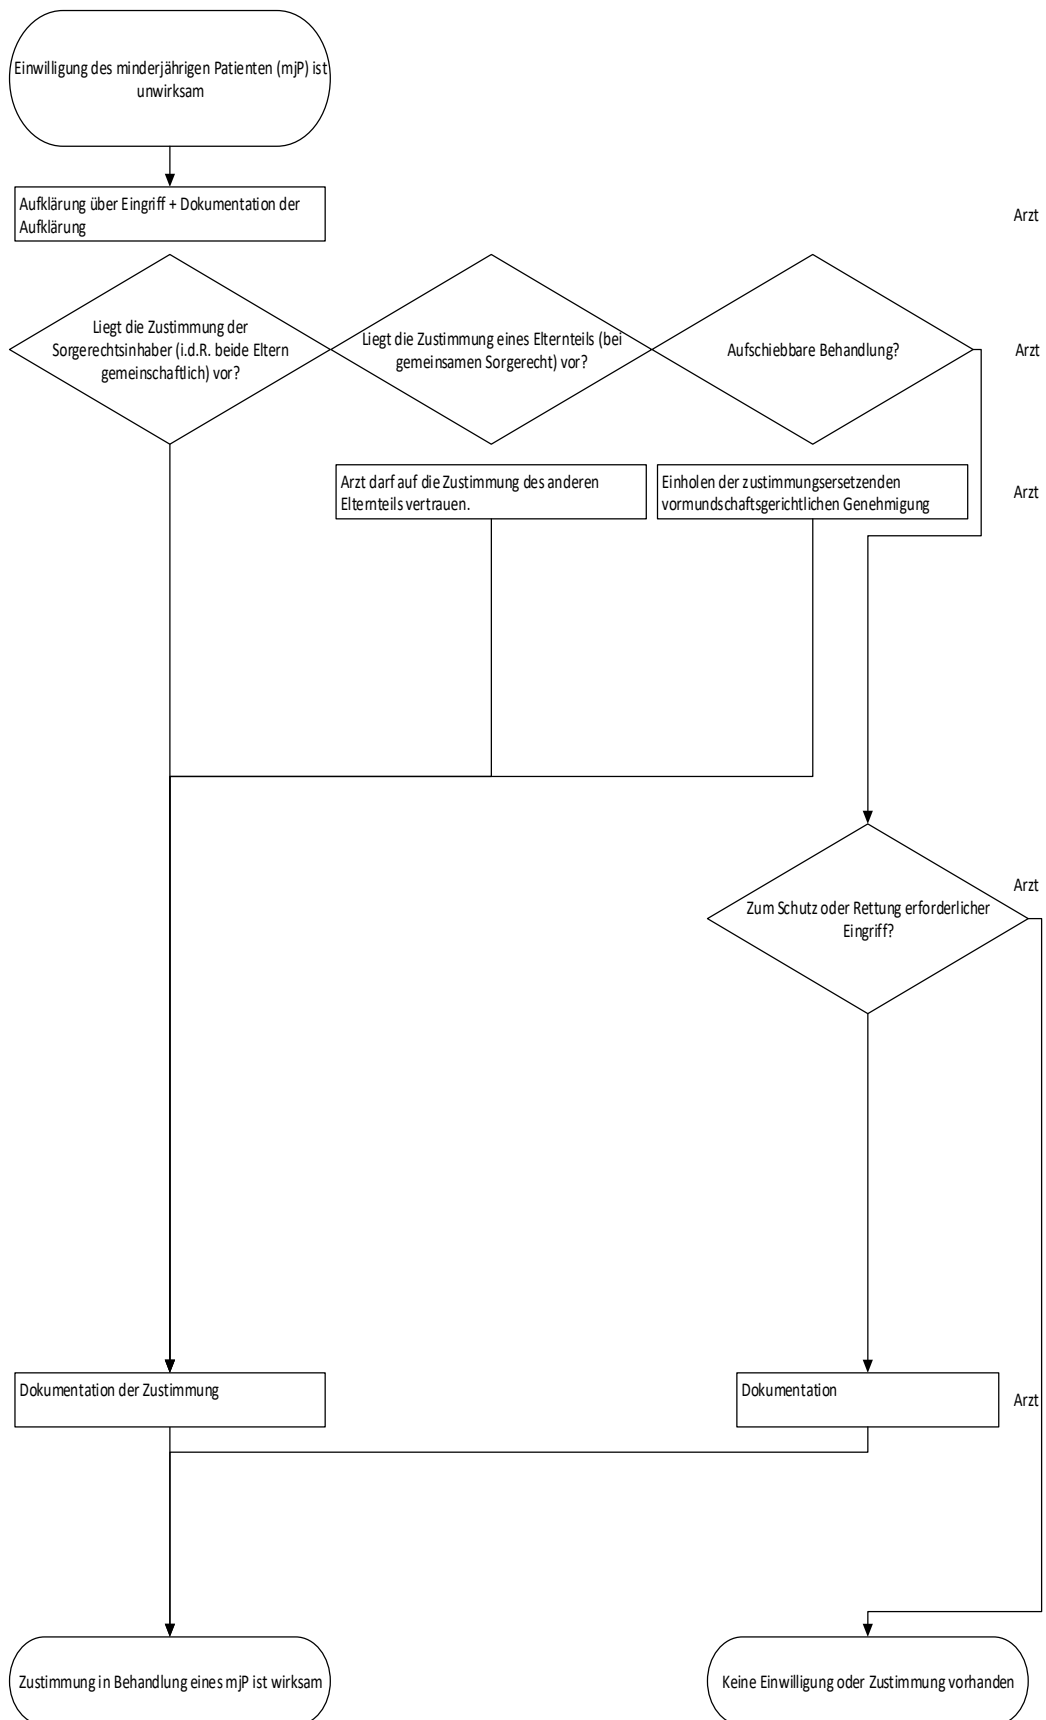 Einwilligung des minderjährigen Patienten (mjP) ist
unwirksam
Aufklärung über Eingriff + Dokumentation der
Aufklärung
Arzt
Liegt die Zustimmung der
Sorgerechtsinhaber (i.d.R. beide Eltern
gemeinschaftlich) vor?
Liegt die Zustimmung eines Elternteils (bei
gemeinsamen Sorgerecht) vor?
Aufschiebbare Behandlung?
Arzt
Arzt darf auf die Zustimmung des anderen
Elternteils vertrauen.
Einholen der zustimmungsersetzenden
vormundschaftsgerichtlichen Genehmigung
Arzt
Arzt
Zum Schutz oder Rettung erforderlicher
Eingriff?
Dokumentation der Zustimmung
Dokumentation
Arzt
Zustimmung in Behandlung eines mjP ist wirksam
Keine Einwilligung oder Zustimmung vorhanden